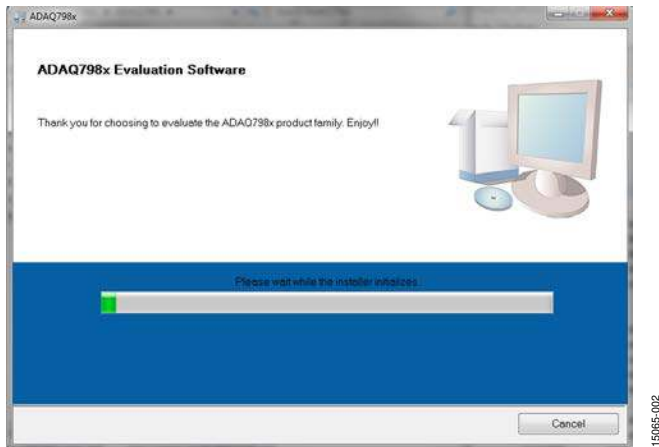 ADAQ798x
ADAQ798x Evaluation Software
Thank you for choosing to evaluate the ADAQ798x product family. Enjoy!!
Please wait while the installer initializes.
Cancel
15065-002